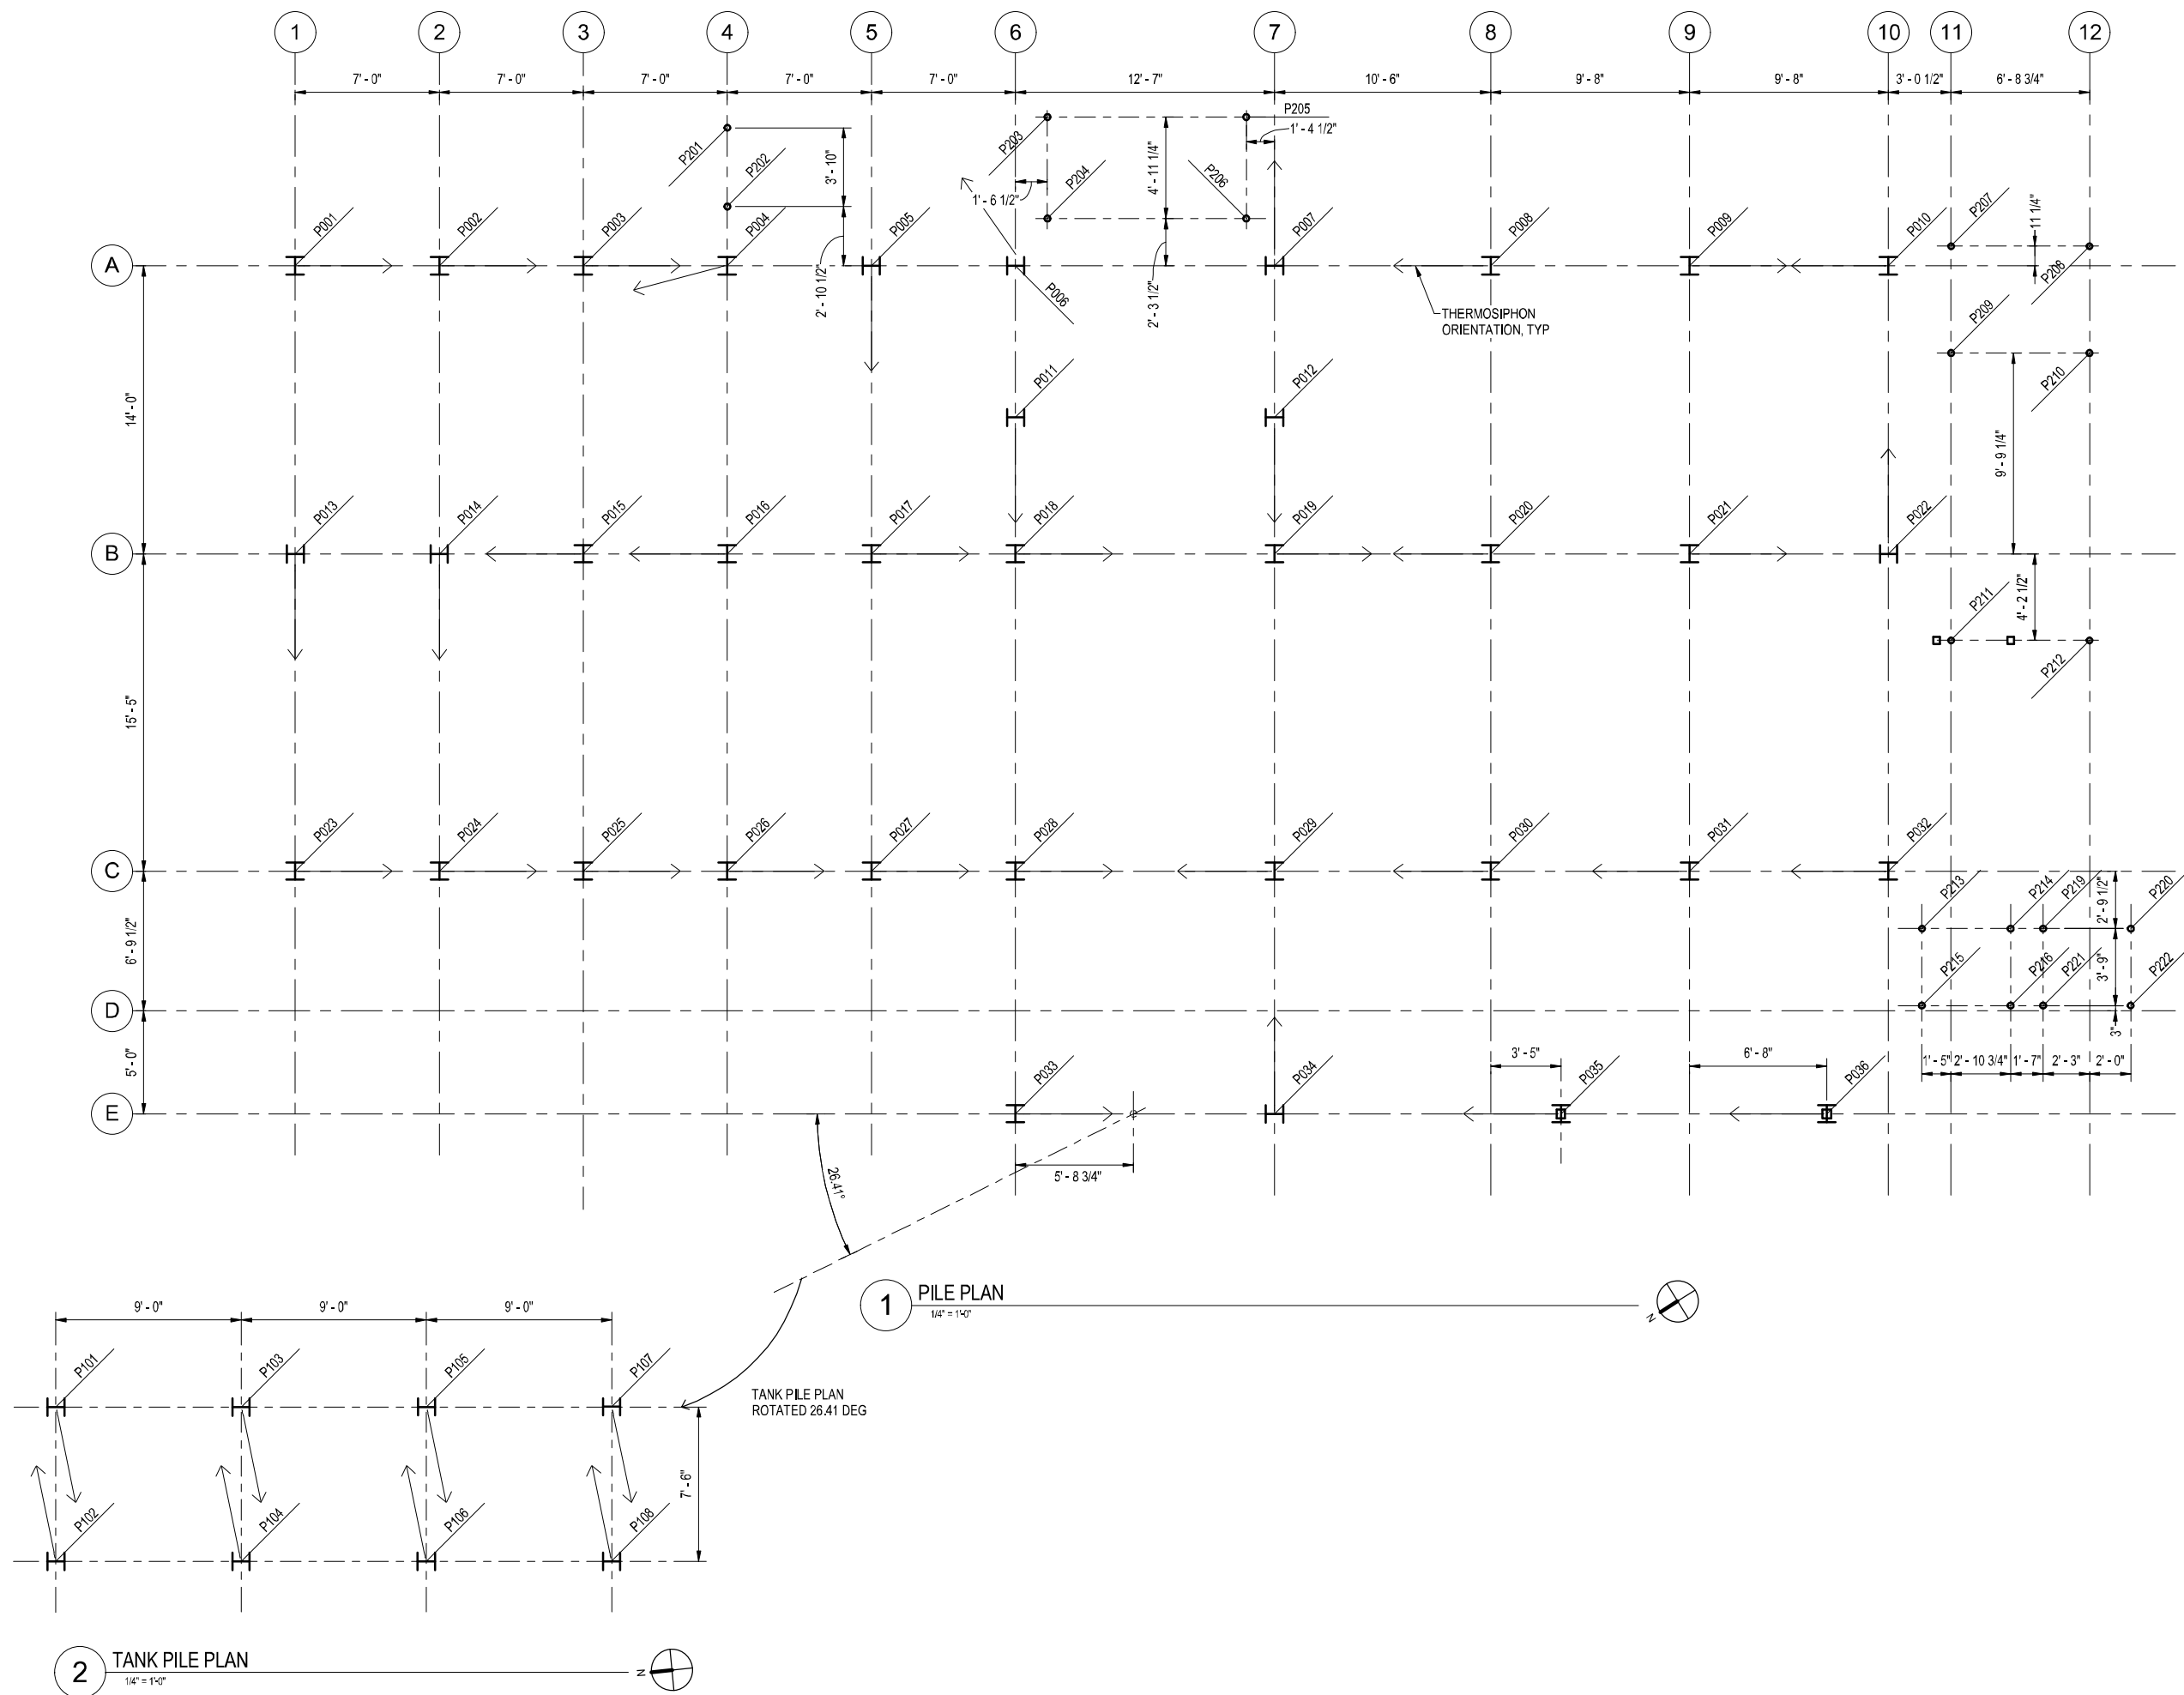 1 2 3 4 5 6 7 8 9 10 11 12
7' - 0" 7' - 0" 7' - 0" 7' - 0" 7' - 0" 12' - 7" 10' - 6" 9' - 8" 9' - 8" 3' - 0 1/2" 6' - 8 3/4"
P201
P202
3' - 10"
2' - 10 1/2"
P203
P204
1' - 6 1/2"
4' - 11 1/4"
2' - 3 1/2"
P205
1' - 4 1/2"
P206
A
P001 P002 P003 P004 P005 P006 P007 P008 P009 P010
P207
P208
11 1/4"
THERMOSIPHON
ORIENTATION, TYP
P209
P210
9' - 9 1/4"
14' - 0"
P011 P012
B
P013 P014 P015 P016 P017 P018 P019 P020 P021 P022
4' - 2 1/2"
P211
P212
15' - 5"
C
P023 P024 P025 P026 P027 P028 P029 P030 P031 P032
P213 P214 P219 P220
2' - 9 1/2"
6' - 9 1/2"
P215 P216 P221 P222
3' - 9"
D
3"
5' - 0"
1' - 5" 2' - 10 3/4" 1' - 7" 2' - 3" 2' - 0"
E
P033 P034 P035 P036
3' - 5"
6' - 8"
5' - 8 3/4"
26.41°
1 PILE PLAN
1/4" = 1'-0"
N
9' - 0" 9' - 0" 9' - 0"
P101 P103 P105 P107
TANK PILE PLAN
ROTATED 26.41 DEG
7' - 6"
P102 P104 P106 P108
2 TANK PILE PLAN
1/4" = 1'-0"
N